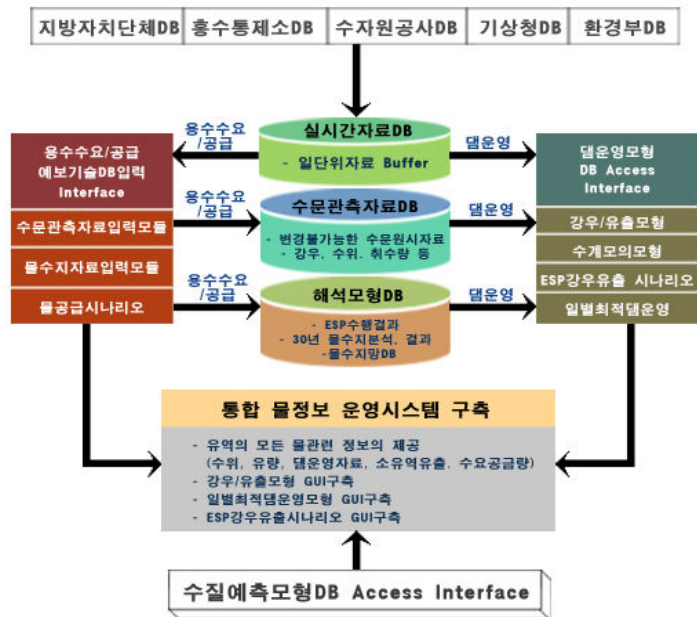 지방자치단체DB 홍수통제소DB 수자원공사DB 기상청DB 환경부DB
용수수요
/공급
실시간자료DB
- 일단위자료 Buffer
댐운영
용수수요/공급
예보기술DB입력
Interface
수문관측자료입력모듈
물수지자료입력모듈
물공급시나리오
용수수요
/공급
수문관측자료DB
- 변경불가능한 수문원시자료
- 강우, 수위, 취수량 등
댐운영
용수수요
/공급
해석모형DB
- ESP수행결과
- 30년 물수지분석, 결과
-물수지망DB
댐운영
댐운영모형
DB Access
Interface
강우/유출모형
수계모의모형
ESP강우유출 시나리오
일별최적댐운영
통합 물정보 운영시스템 구축
- 유역의 모든 물관련 정보의 제공
(수위, 유량, 댐운영자료, 소유역유출, 수요공급량)
- 강우/유출모형 GUI구축
- 일별최적댐운영모형 GUI구축
- ESP강우유출시나리오 GUI구축
수질예측모형DB Access Interface